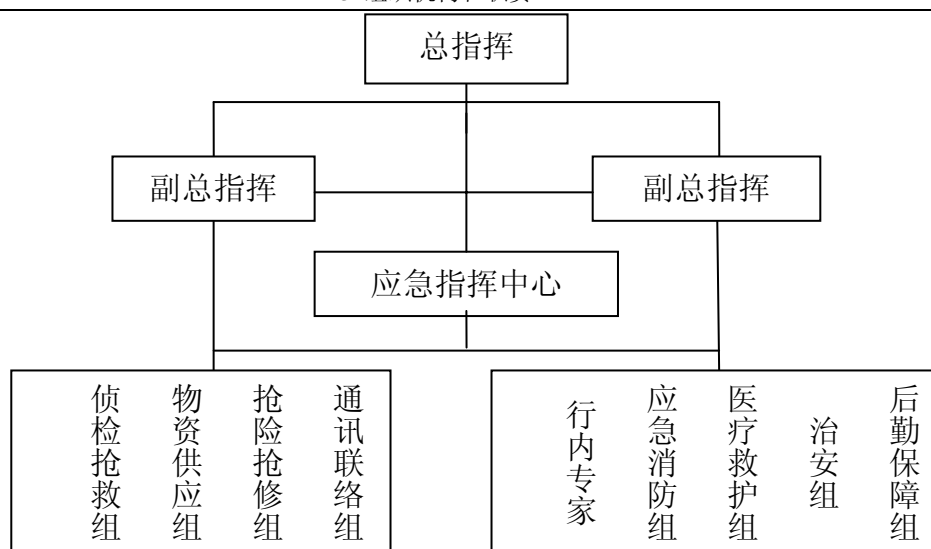 总指挥
副总指挥
副总指挥
应急指挥中心
侦检抢救组
物资供应组
抢险抢修组
通讯联络组
行内专家
应急消防组
医疗救护组
治安组
后勤保障组